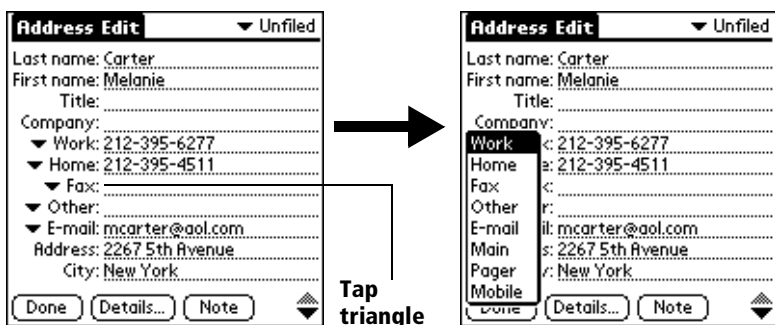 Address Edit Unfiled
Last name: Carter
First name: Melanie
Title:
Company:
Work: 212-395-6277
Home: 212-395-4511
Fax:
Other:
E-mail: mcarter@aol.com
Address: 2267 5th Avenue
City: New York
Done Details... Note
Tap
triangle
Address Edit Unfiled
Last name: Carter
First name: Melanie
Title:
Company:
Work k: 212-395-6277
Home e: 212-395-4511
Fax x:
Other r:
E-mail il: mcarter@aol.com
Main s: 2267 5th Avenue
Pager y: New York
Mobile
Done Details... Note